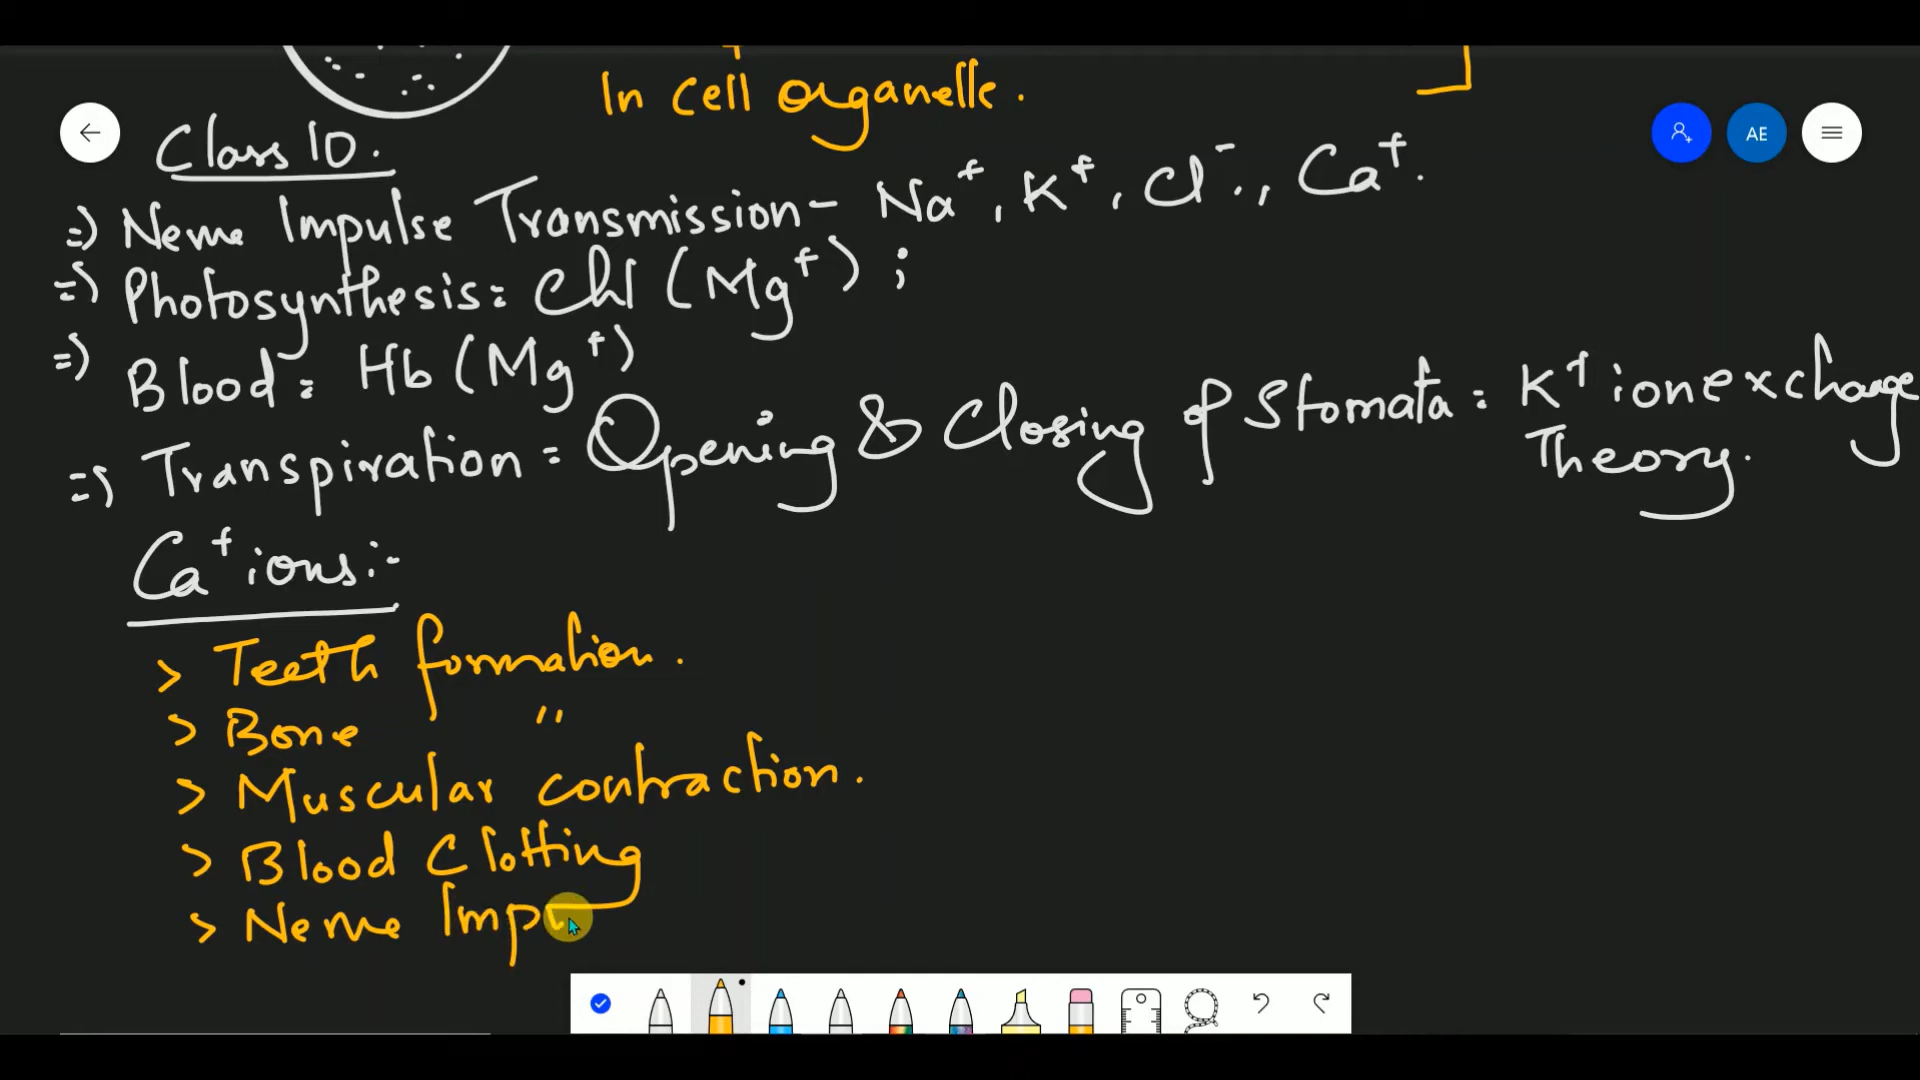 In cell organelle.
Class 10.
AE
=> Nerve Impulse Transmission - Na⁺, K⁺, Cl⁻, Ca⁺.
=> Photosynthesis = Chl (Mg⁺) ;
=> Blood = Hb (Mg⁺)
=> Transpiration = Opening & Closing of Stomata = K⁺ ion exchange
Theory.
Ca⁺ ions :-
> Teeth formation.
> Bone "
> Muscular contraction.
> Blood Clotting
> Nerve Imp